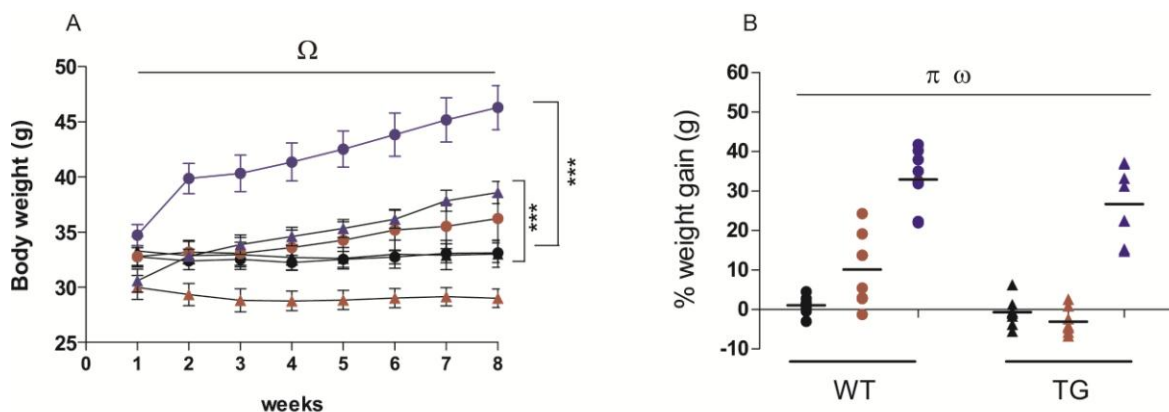 A
Ω
50
45
40
35
30
25
0 1 2 3 4 5 6 7 8
weeks
Body weight (g)
***
***
B
π ω
60
50
40
30
20
10
0
-10
% weight gain (g)
WT TG